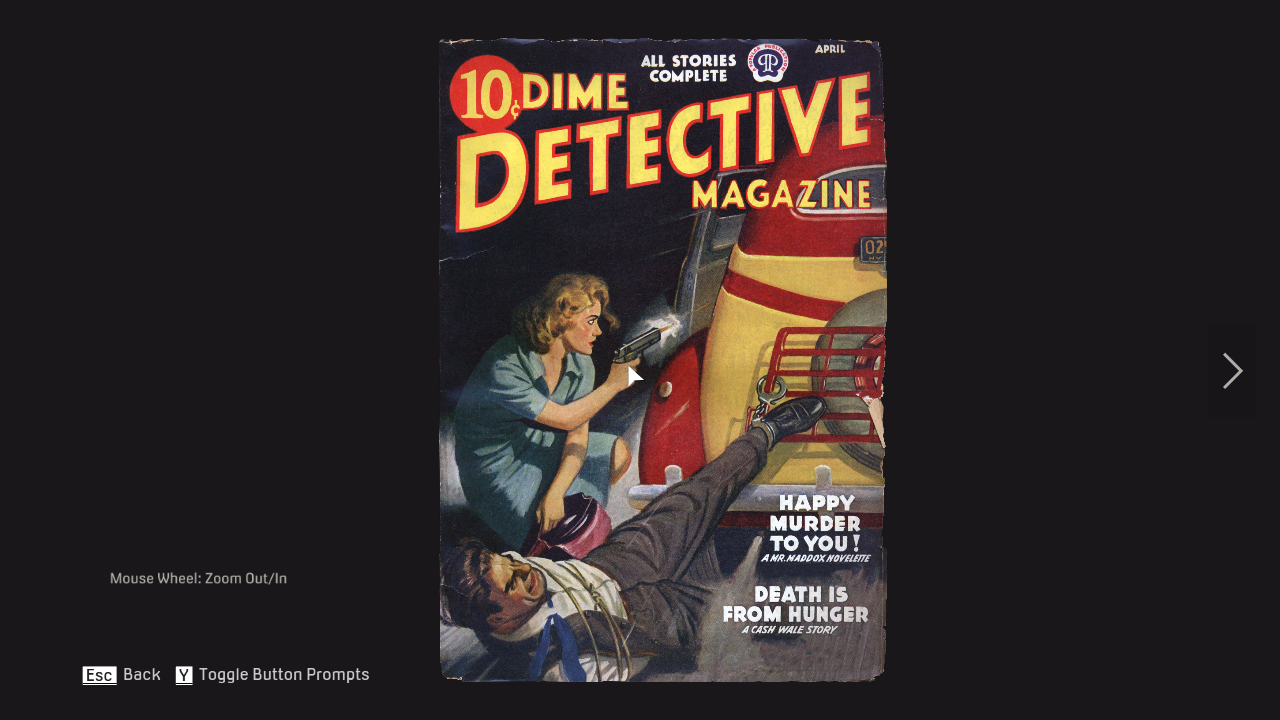 10¢ DIME
DETECTIVE
MAGAZINE
ALL STORIES
COMPLETE
APRIL
HAPPY
MURDER
TO YOU!
A MR. MADDOX NOVELETTE
DEATH IS
FROM HUNGER
A CASH WALE STORY
Mouse Wheel: Zoom Out/In
Esc Back Y Toggle Button Prompts